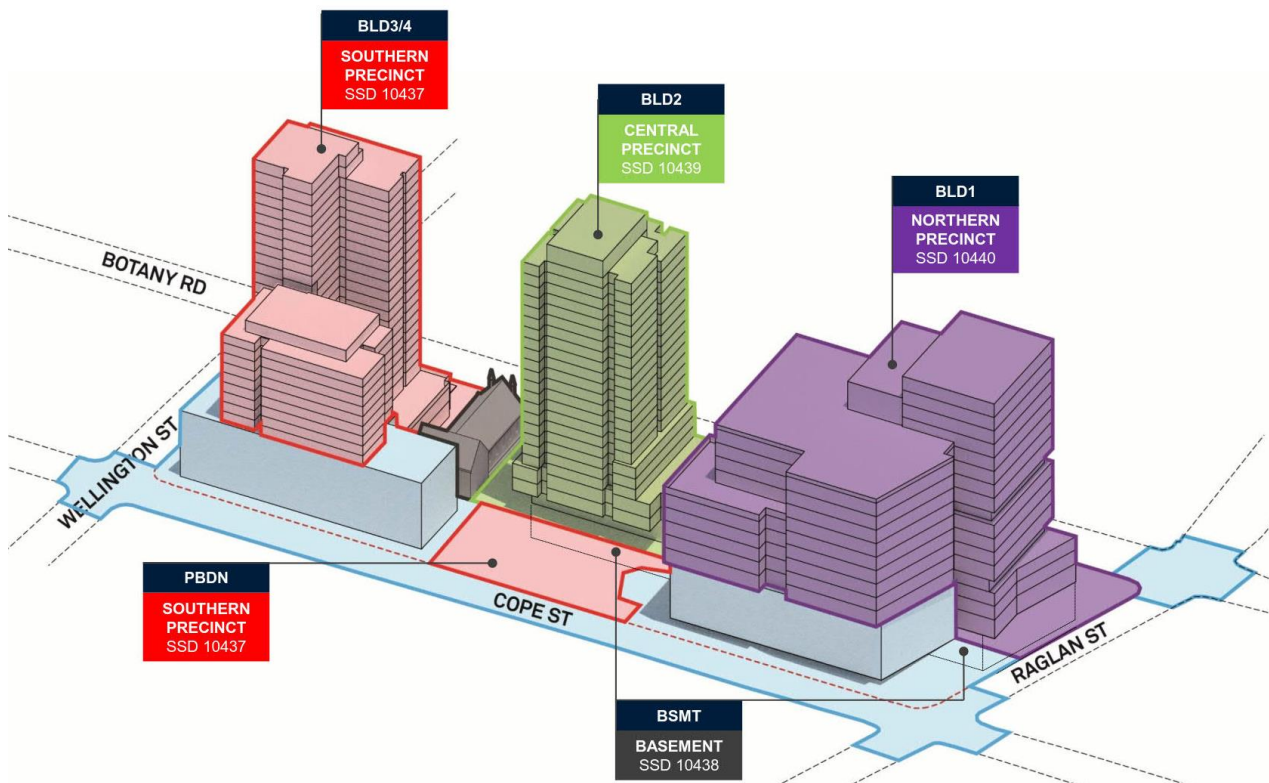 BLD3/4
SOUTHERN
PRECINCT
SSD 10437
BLD2
CENTRAL
PRECINCT
SSD 10439
BLD1
NORTHERN
PRECINCT
SSD 10440
BOTANY RD
WELLINGTON ST
PBDN
SOUTHERN
PRECINCT
SSD 10437
COPE ST
RAGLAN ST
BSMT
BASEMENT
SSD 10438